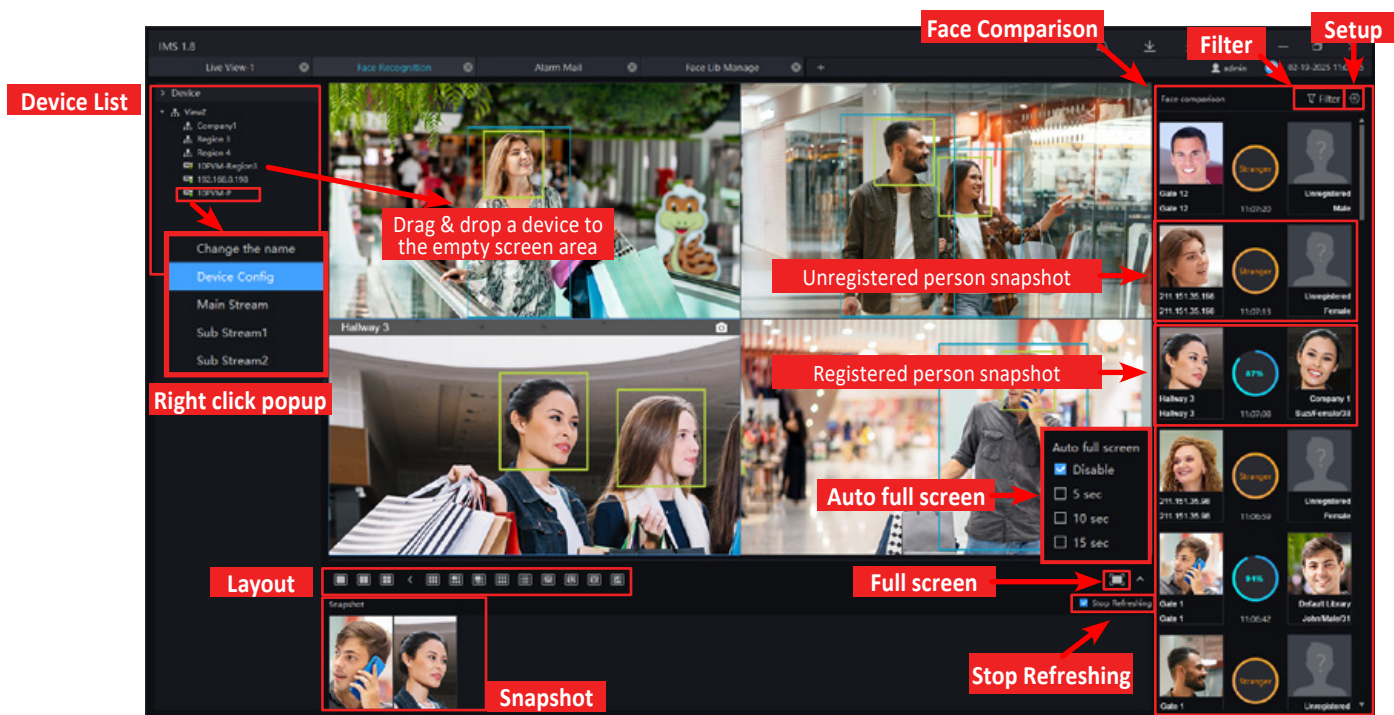 Face Comparison
Setup
Filter
IMS 1.8
Live View-1
Face Recognition
Alarm Mail
Face Lib Manage
+
admin
02-19-2025 11:0
Device List
> Device
View2
Company1
Region 3
Region 4
10PVM-Region3
192.168.0.198
10PVM-P
Change the name
Device Config
Main Stream
Sub Stream1
Sub Stream2
Right click popup
Drag & drop a device to
the empty screen area
Unregistered person snapshot
Hallway 3
Registered person snapshot
Auto full screen
Disable
5 sec
10 sec
15 sec
Auto full screen
Layout
Full screen
Snapshot
Stop Refreshing
Stop Refreshing
Snapshot
Face comparison
Filter
Stranger
Gate 12
Unregistered
Gate 12
11:07:20
Male
Stranger
211.151.35.198
Unregistered
211.151.35.198
11:07:13
Female
87%
Hallway 3
Company 1
Hallway 3
11:07:00
Stranger
211.151.35.98
Unregistered
211.151.35.98
11:06:59
Female
94%
Gate 1
Default Library
Gate 1
11:06:42
John/Male/31
Stranger
Gate 1
Unregistered